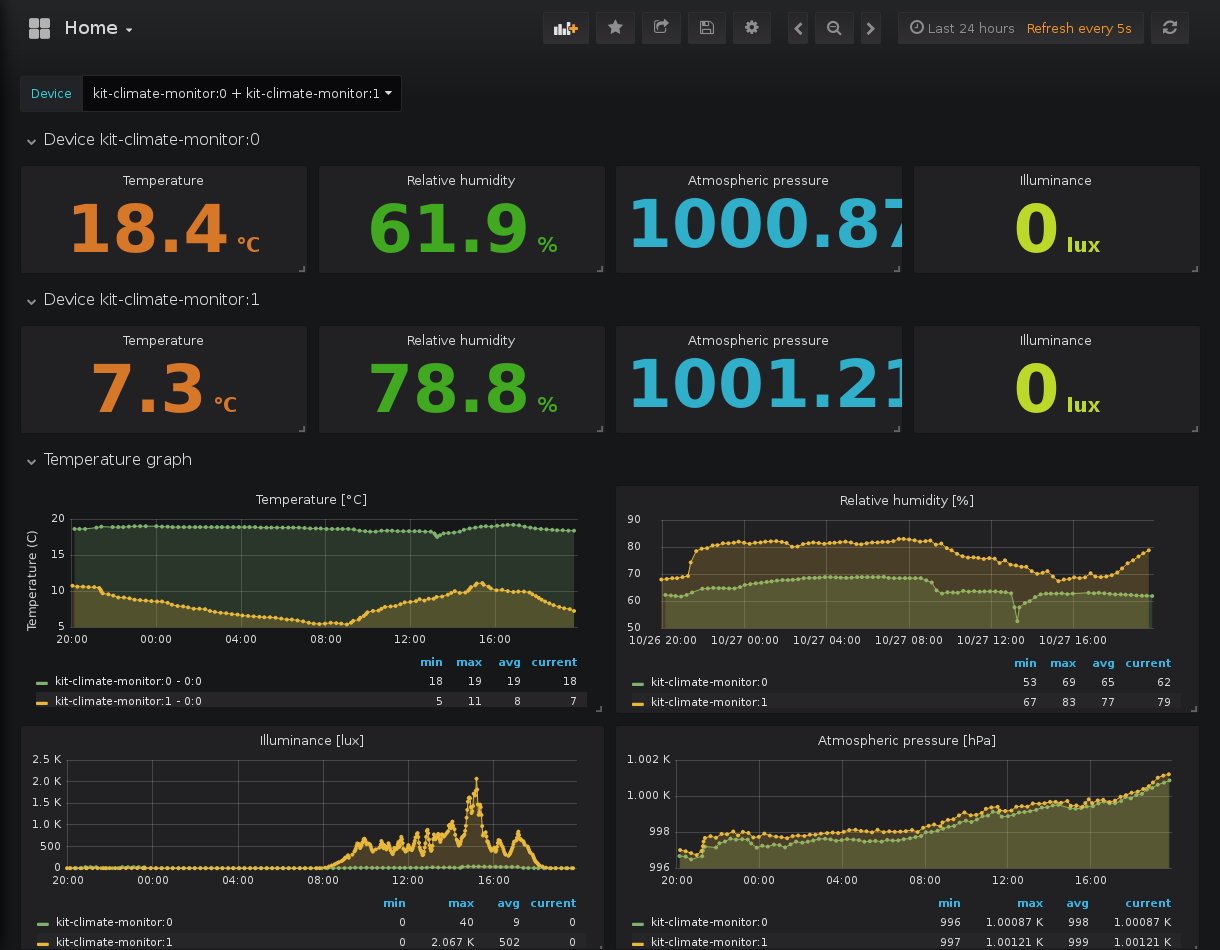 Home
Last 24 hours Refresh every 5s
Device kit-climate-monitor:0 + kit-climate-monitor:1
Device kit-climate-monitor:0
Temperature Relative humidity Atmospheric pressure Illuminance
18.4 °C 61.9 % 1000.87 0 lux
Device kit-climate-monitor:1
Temperature Relative humidity Atmospheric pressure Illuminance
7.3 °C 78.8 % 1001.21 0 lux
Temperature graph
Temperature [°C]
Temperature (C)
20
15
10
5
20:00 00:00 04:00 08:00 12:00 16:00
min max avg current
kit-climate-monitor:0 - 0:0 18 19 19 18
kit-climate-monitor:1 - 0:0 5 11 8 7
Relative humidity [%]
90
80
70
60
50
10/26 20:00 10/27 00:00 10/27 04:00 10/27 08:00 10/27 12:00 10/27 16:00
min max avg current
kit-climate-monitor:0 53 69 65 62
kit-climate-monitor:1 67 83 77 79
Illuminance [lux]
2.5 K
2.0 K
1.5 K
1.0 K
500
0
20:00 00:00 04:00 08:00 12:00 16:00
min max avg current
kit-climate-monitor:0 0 40 9 0
kit-climate-monitor:1 0 2.067 K 502 0
Atmospheric pressure [hPa]
1.002 K
1.000 K
998
996
20:00 00:00 04:00 08:00 12:00 16:00
min max avg current
kit-climate-monitor:0 996 1.00087 K 998 1.00087 K
kit-climate-monitor:1 997 1.00121 K 999 1.00121 K